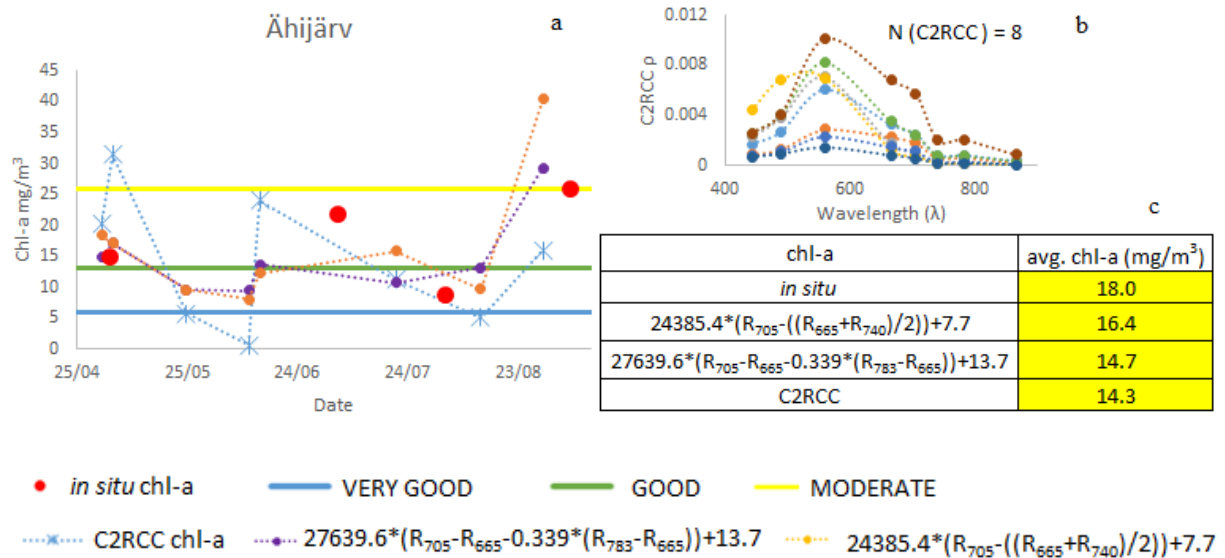 Ähijärv
a
45
40
35
30
25
20
15
10
5
0
Chl-a mg/m³
25/04 25/05 24/06 24/07 23/08
Date
0.012
0.008
0.004
0
C2RCC ρ
N (C2RCC ) = 8
b
400 600 800
Wavelength (λ)
c
chl-a avg. chl-a (mg/m³)
in situ 18.0
24385.4*(R₇₀₅-((R₆₆₅+R₇₄₀)/2))+7.7 16.4
27639.6*(R₇₀₅-R₆₆₅-0.339*(R₇₈₃-R₆₆₅))+13.7 14.7
C2RCC 14.3
in situ chl-a VERY GOOD GOOD MODERATE
C2RCC chl-a 27639.6*(R₇₀₅-R₆₆₅-0.339*(R₇₈₃-R₆₆₅))+13.7 24385.4*(R₇₀₅-((R₆₆₅+R₇₄₀)/2))+7.7